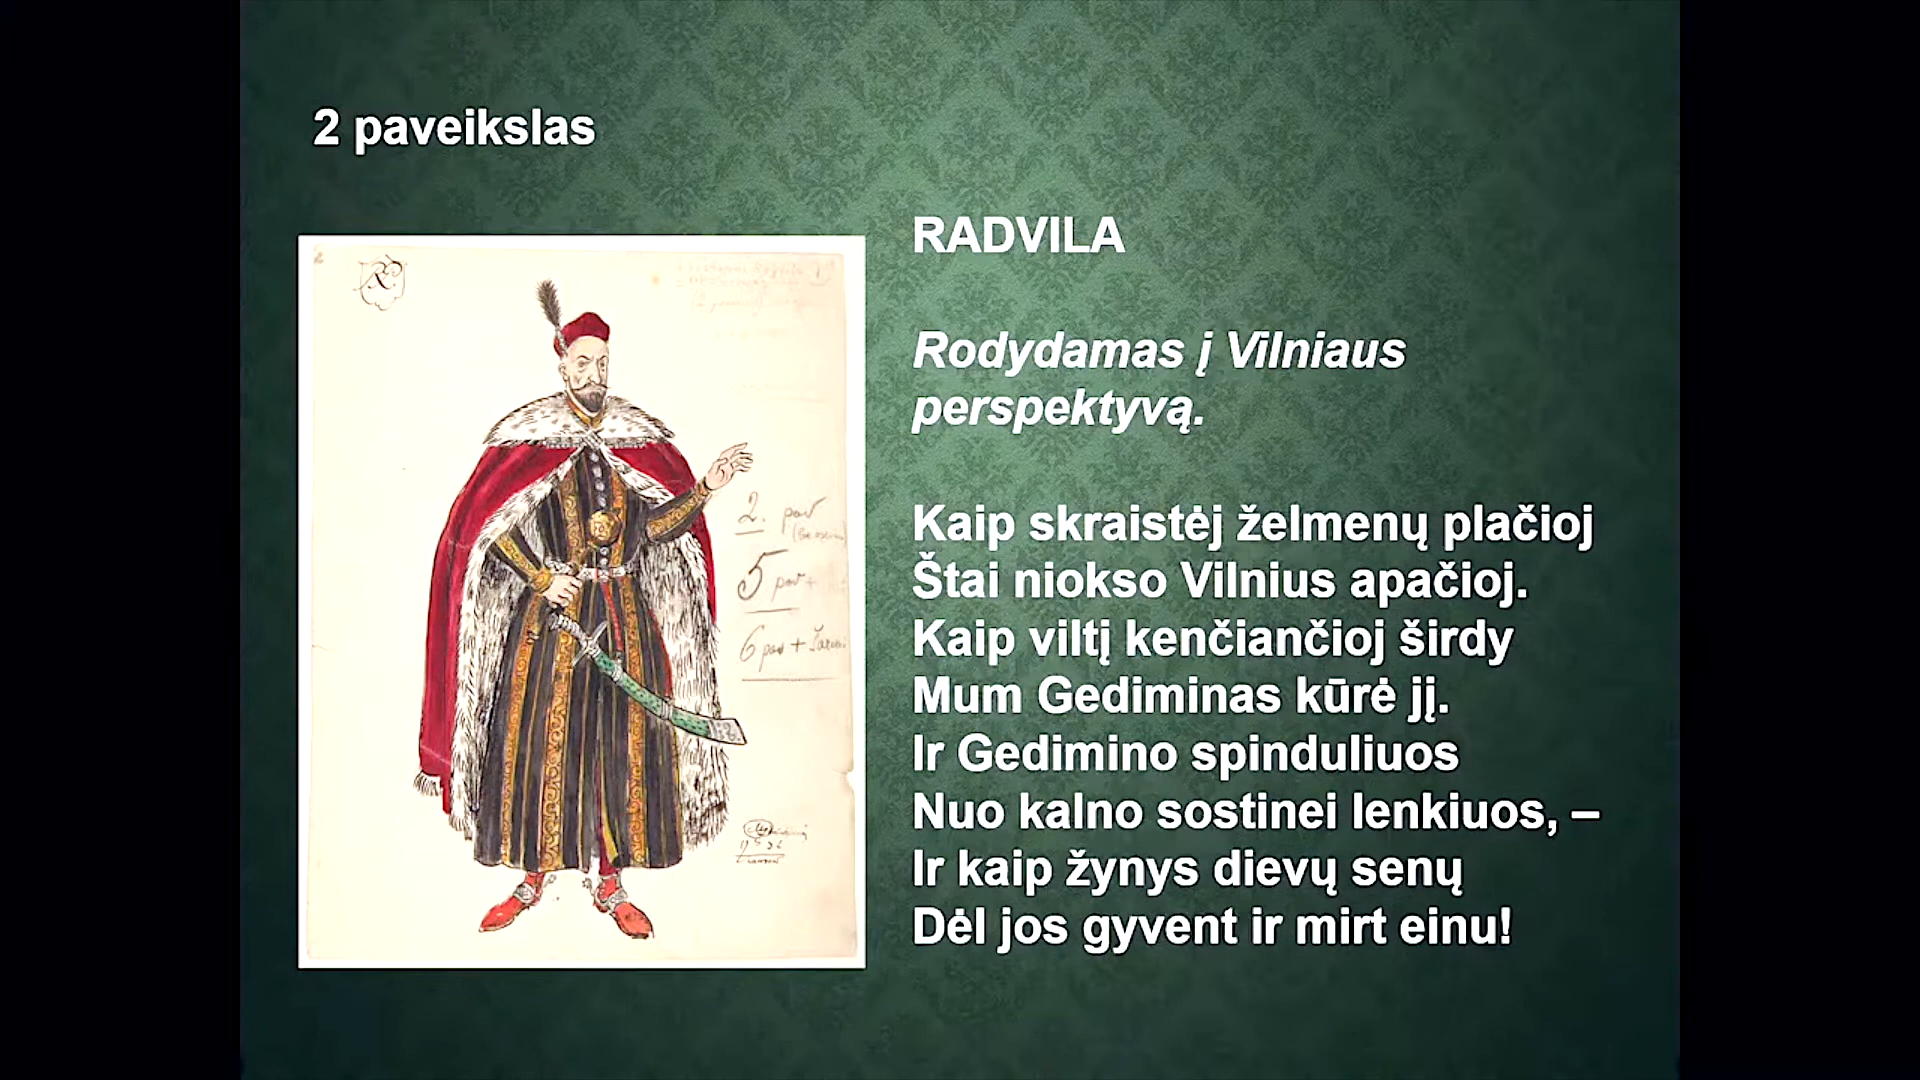 2 paveikslas
RADVILA
Rodydamas į Vilniaus
perspektyvą.
Kaip skraistėj želmenų plačioj
Štai niokso Vilnius apačioj.
Kaip viltį kenčiančioj širdy
Mum Gediminas kūrė jį.
Ir Gedimino spinduliuos
Nuo kalno sostinei lenkiuos, –
Ir kaip žynys dievų senų
Dėl jos gyvent ir mirt einu!
R
2. pav
5 pav +
6 pav +